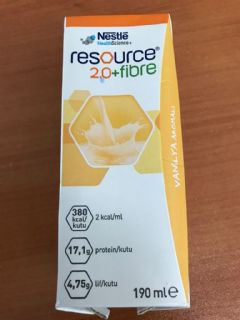 Nestlé
HealthScience
resource®
2.0+fibre
VANİLYA AROMALI
380
kcal/
kutu
2 kcal/ml
17,1g
protein/kutu
4,75g
lif/kutu
190 ml e